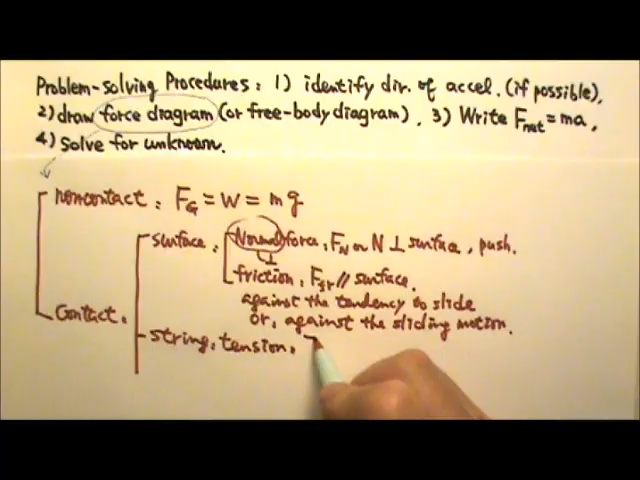 Problem-solving Procedures: 1) identify dir. of accel. (if possible),
2) draw force diagram (or free-body diagram), 3) Write Fnet = ma,
4) Solve for unknown.
noncontact: FG = W = mg
surface: Normal force: FN or N ⊥ surface, push.
⊥
friction: Ffr // surface.
against the tendency to slide
Contact: or, against the sliding motion.
string: tension: T